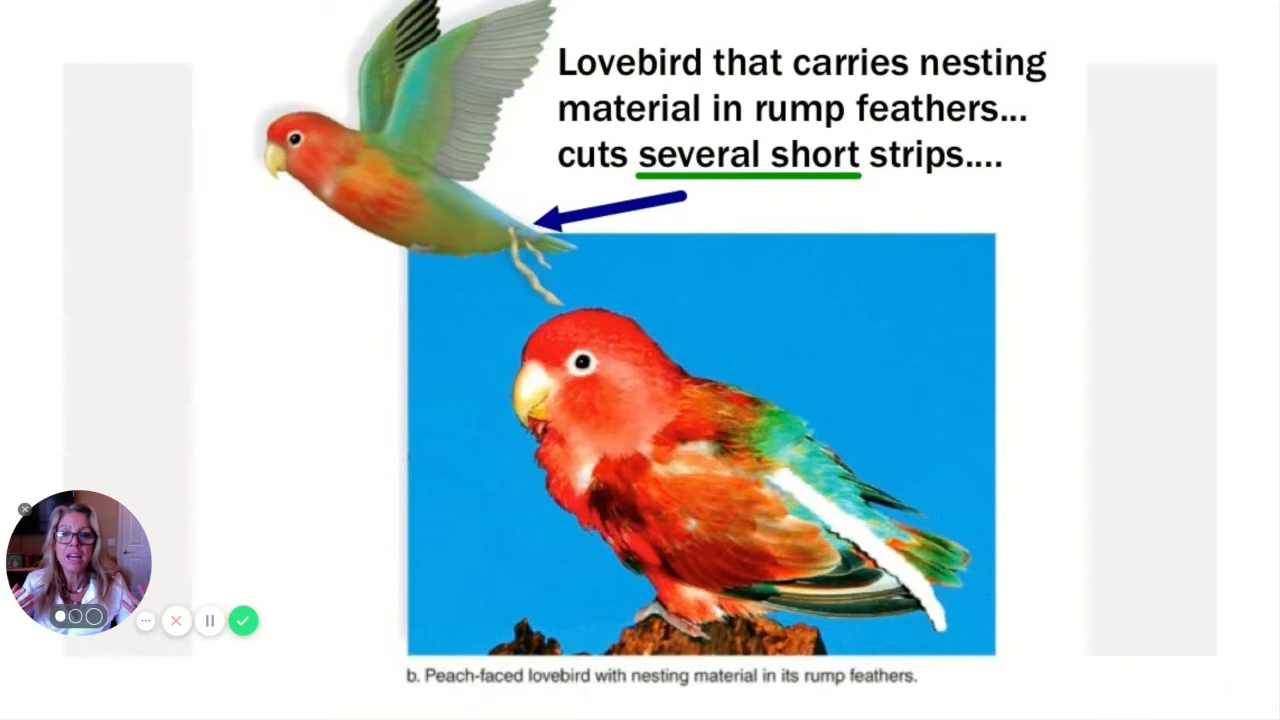 Lovebird that carries nesting
material in rump feathers...
cuts several short strips....
b. Peach-faced lovebird with nesting material in its rump feathers.